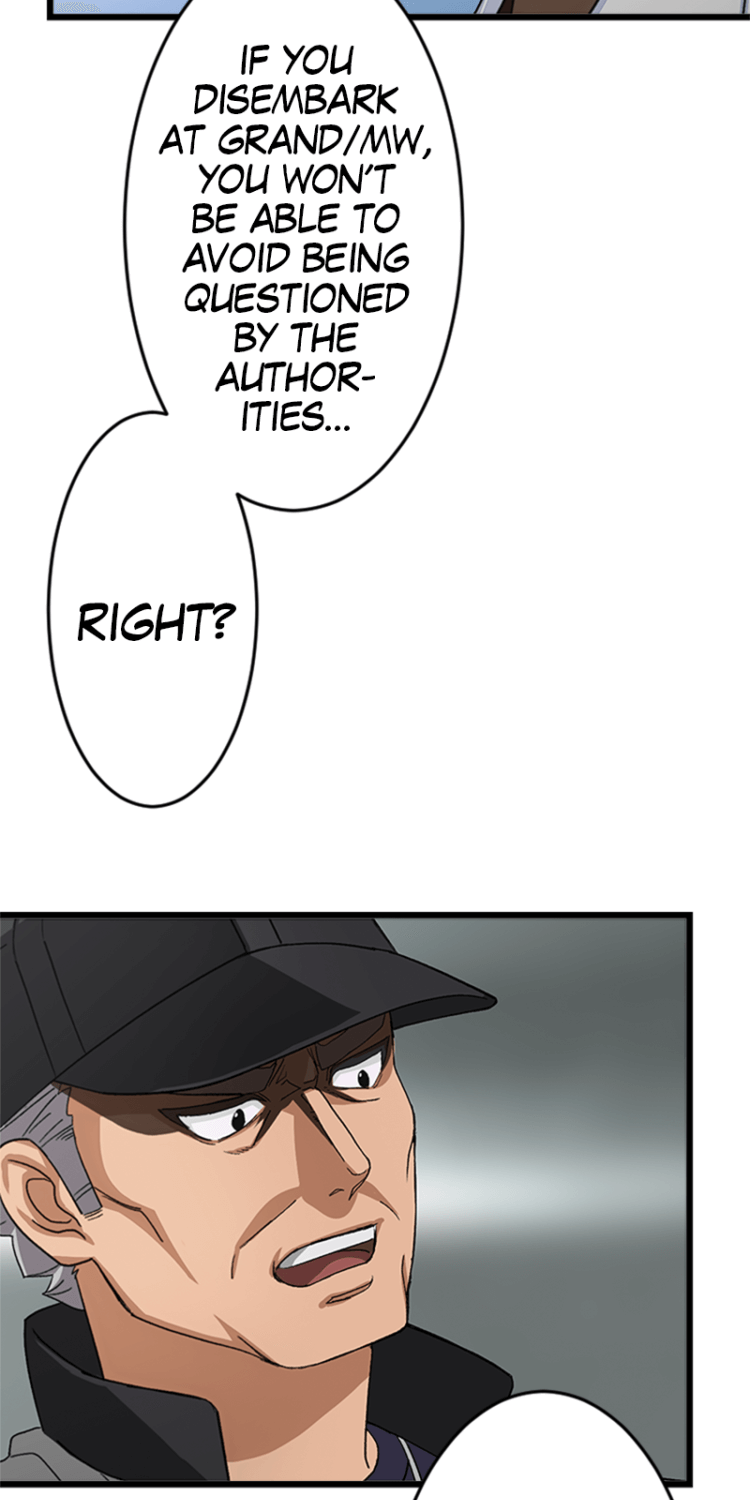 IF YOU
DISEMBARK
AT GRAND/MW,
YOU WON'T
BE ABLE TO
AVOID BEING
QUESTIONED
BY THE
AUTHOR-
ITIES...
RIGHT?